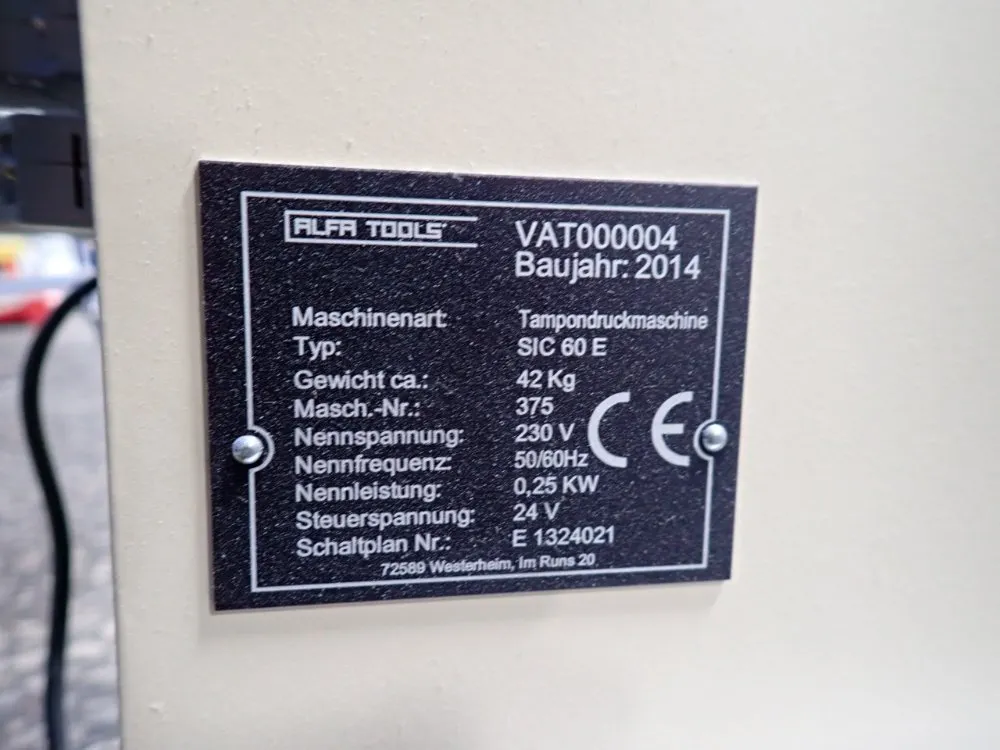 ALFA TOOLS
VAT000004
Baujahr: 2014
Maschinenart: Tampondruckmaschine
Typ: SIC 60 E
Gewicht ca.: 42 Kg
Masch.-Nr.: 375
Nennspannung: 230 V
Nennfrequenz: 50/60Hz
Nennleistung: 0,25 KW
Steuerspannung: 24 V
Schaltplan Nr.: E 1324021
CE
72589 Westerheim, Im Runs 20